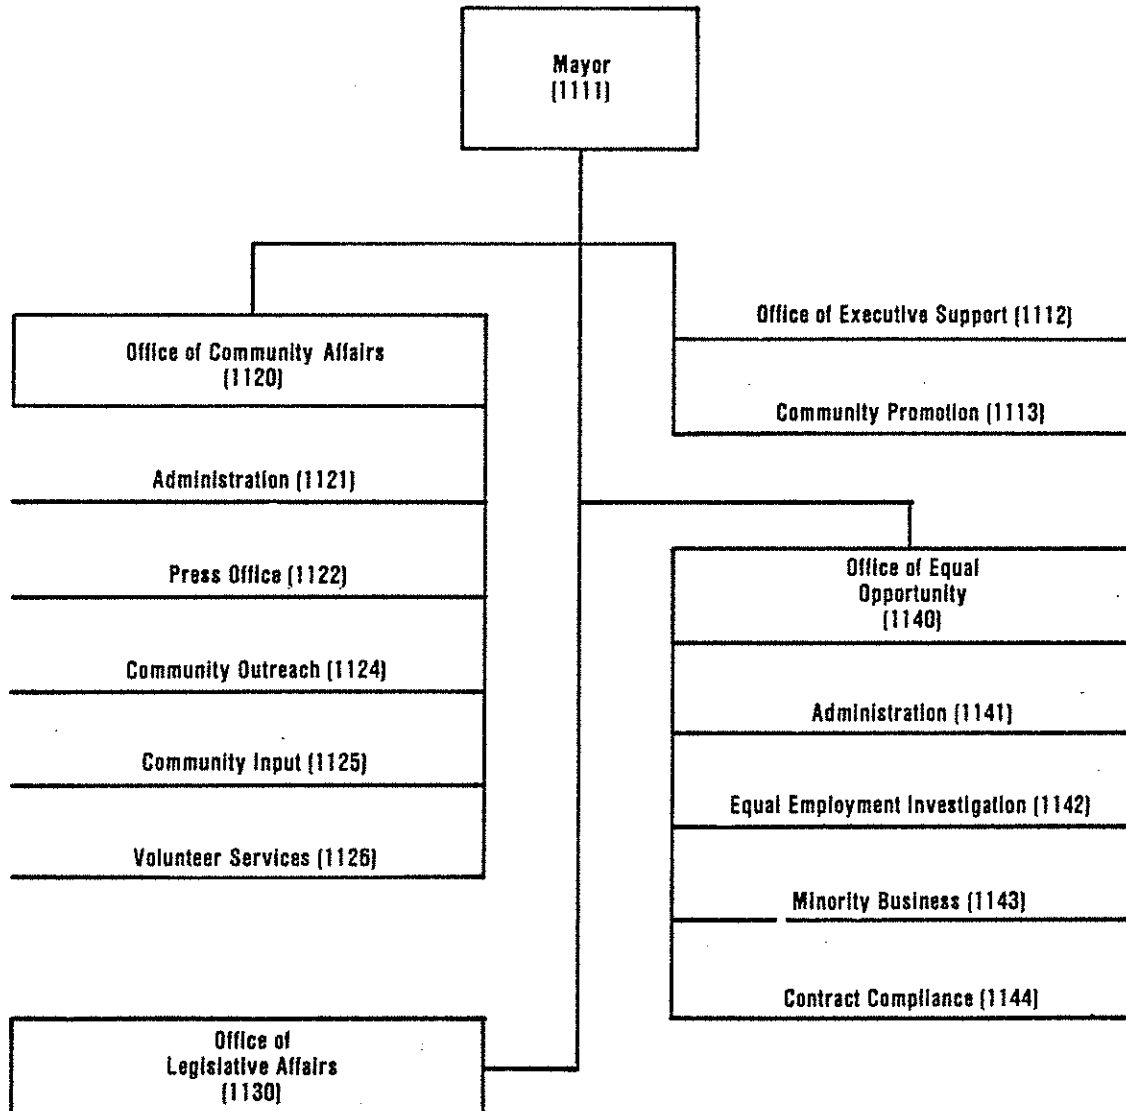 Mayor
(1111)
Office of Community Affairs
(1120)
Administration (1121)
Press Office (1122)
Community Outreach (1124)
Community Input (1125)
Volunteer Services (1126)
Office of
Legislative Affairs
(1130)
Office of Executive Support (1112)
Community Promotion (1113)
Office of Equal
Opportunity
(1140)
Administration (1141)
Equal Employment Investigation (1142)
Minority Business (1143)
Contract Compliance (1144)